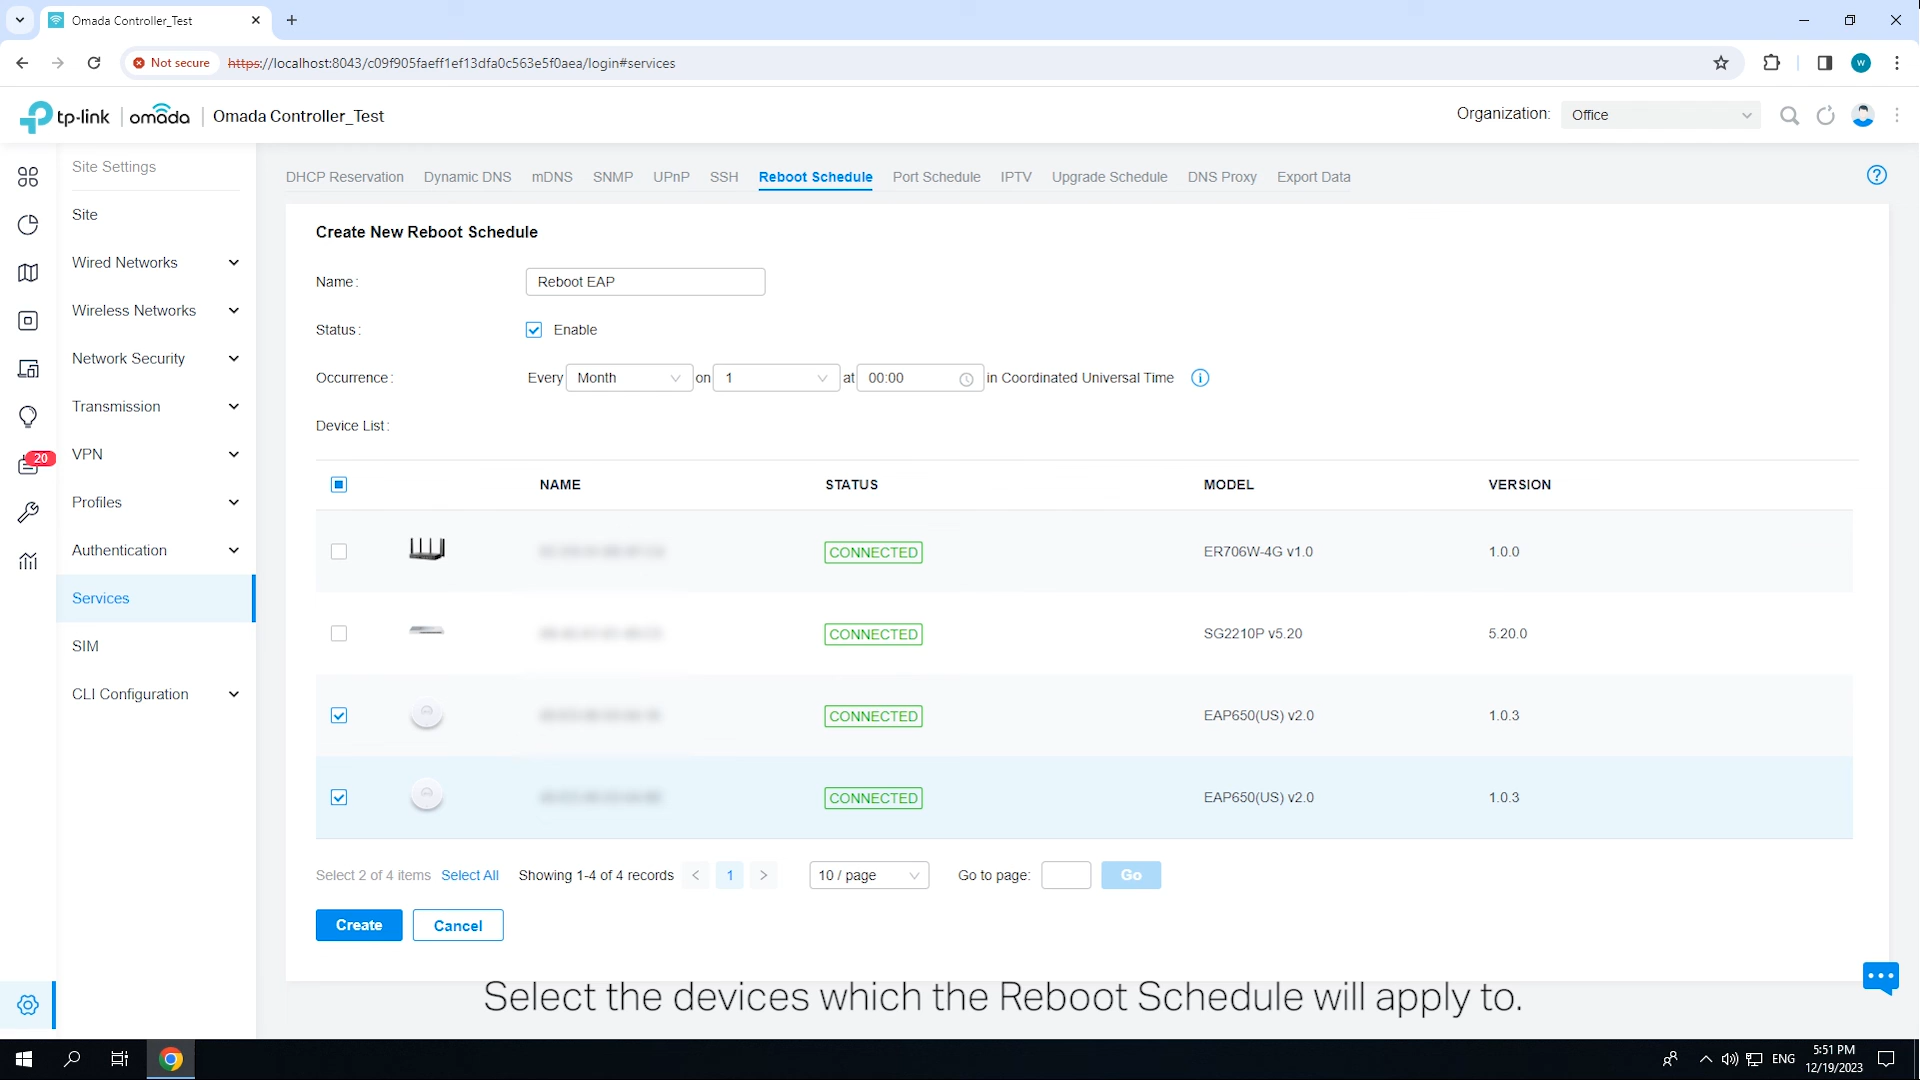 Omada Controller_Test
Not secure
https://localhost:8043/c09f905faeff1ef13dfa0c563e5f0aea/login#services
W
tp-link | omada | Omada Controller_Test
Organization: Office
Site Settings
Site
Wired Networks
Wireless Networks
Network Security
Transmission
20
VPN
Profiles
Authentication
Services
SIM
CLI Configuration
DHCP Reservation Dynamic DNS mDNS SNMP UPnP SSH Reboot Schedule Port Schedule IPTV Upgrade Schedule DNS Proxy Export Data
Create New Reboot Schedule
Name: Reboot EAP
Status: Enable
Occurrence: Every Month on 1 at 00:00 in Coordinated Universal Time
Device List:
NAME STATUS MODEL VERSION
CONNECTED ER706W-4G v1.0 1.0.0
CONNECTED SG2210P v5.20 5.20.0
CONNECTED EAP650(US) v2.0 1.0.3
CONNECTED EAP650(US) v2.0 1.0.3
Select 2 of 4 items Select All Showing 1-4 of 4 records < 1 > 10 / page Go to page: Go
Create Cancel
Select the devices which the Reboot Schedule will apply to.
ENG
5:51 PM
12/19/2023